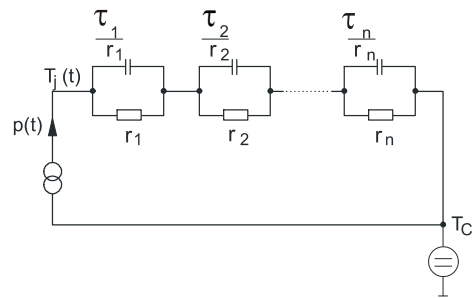 τ1/r1 τ2/r2 τn/rn
Tj (t)
r1 r2 rn
p(t)
TC